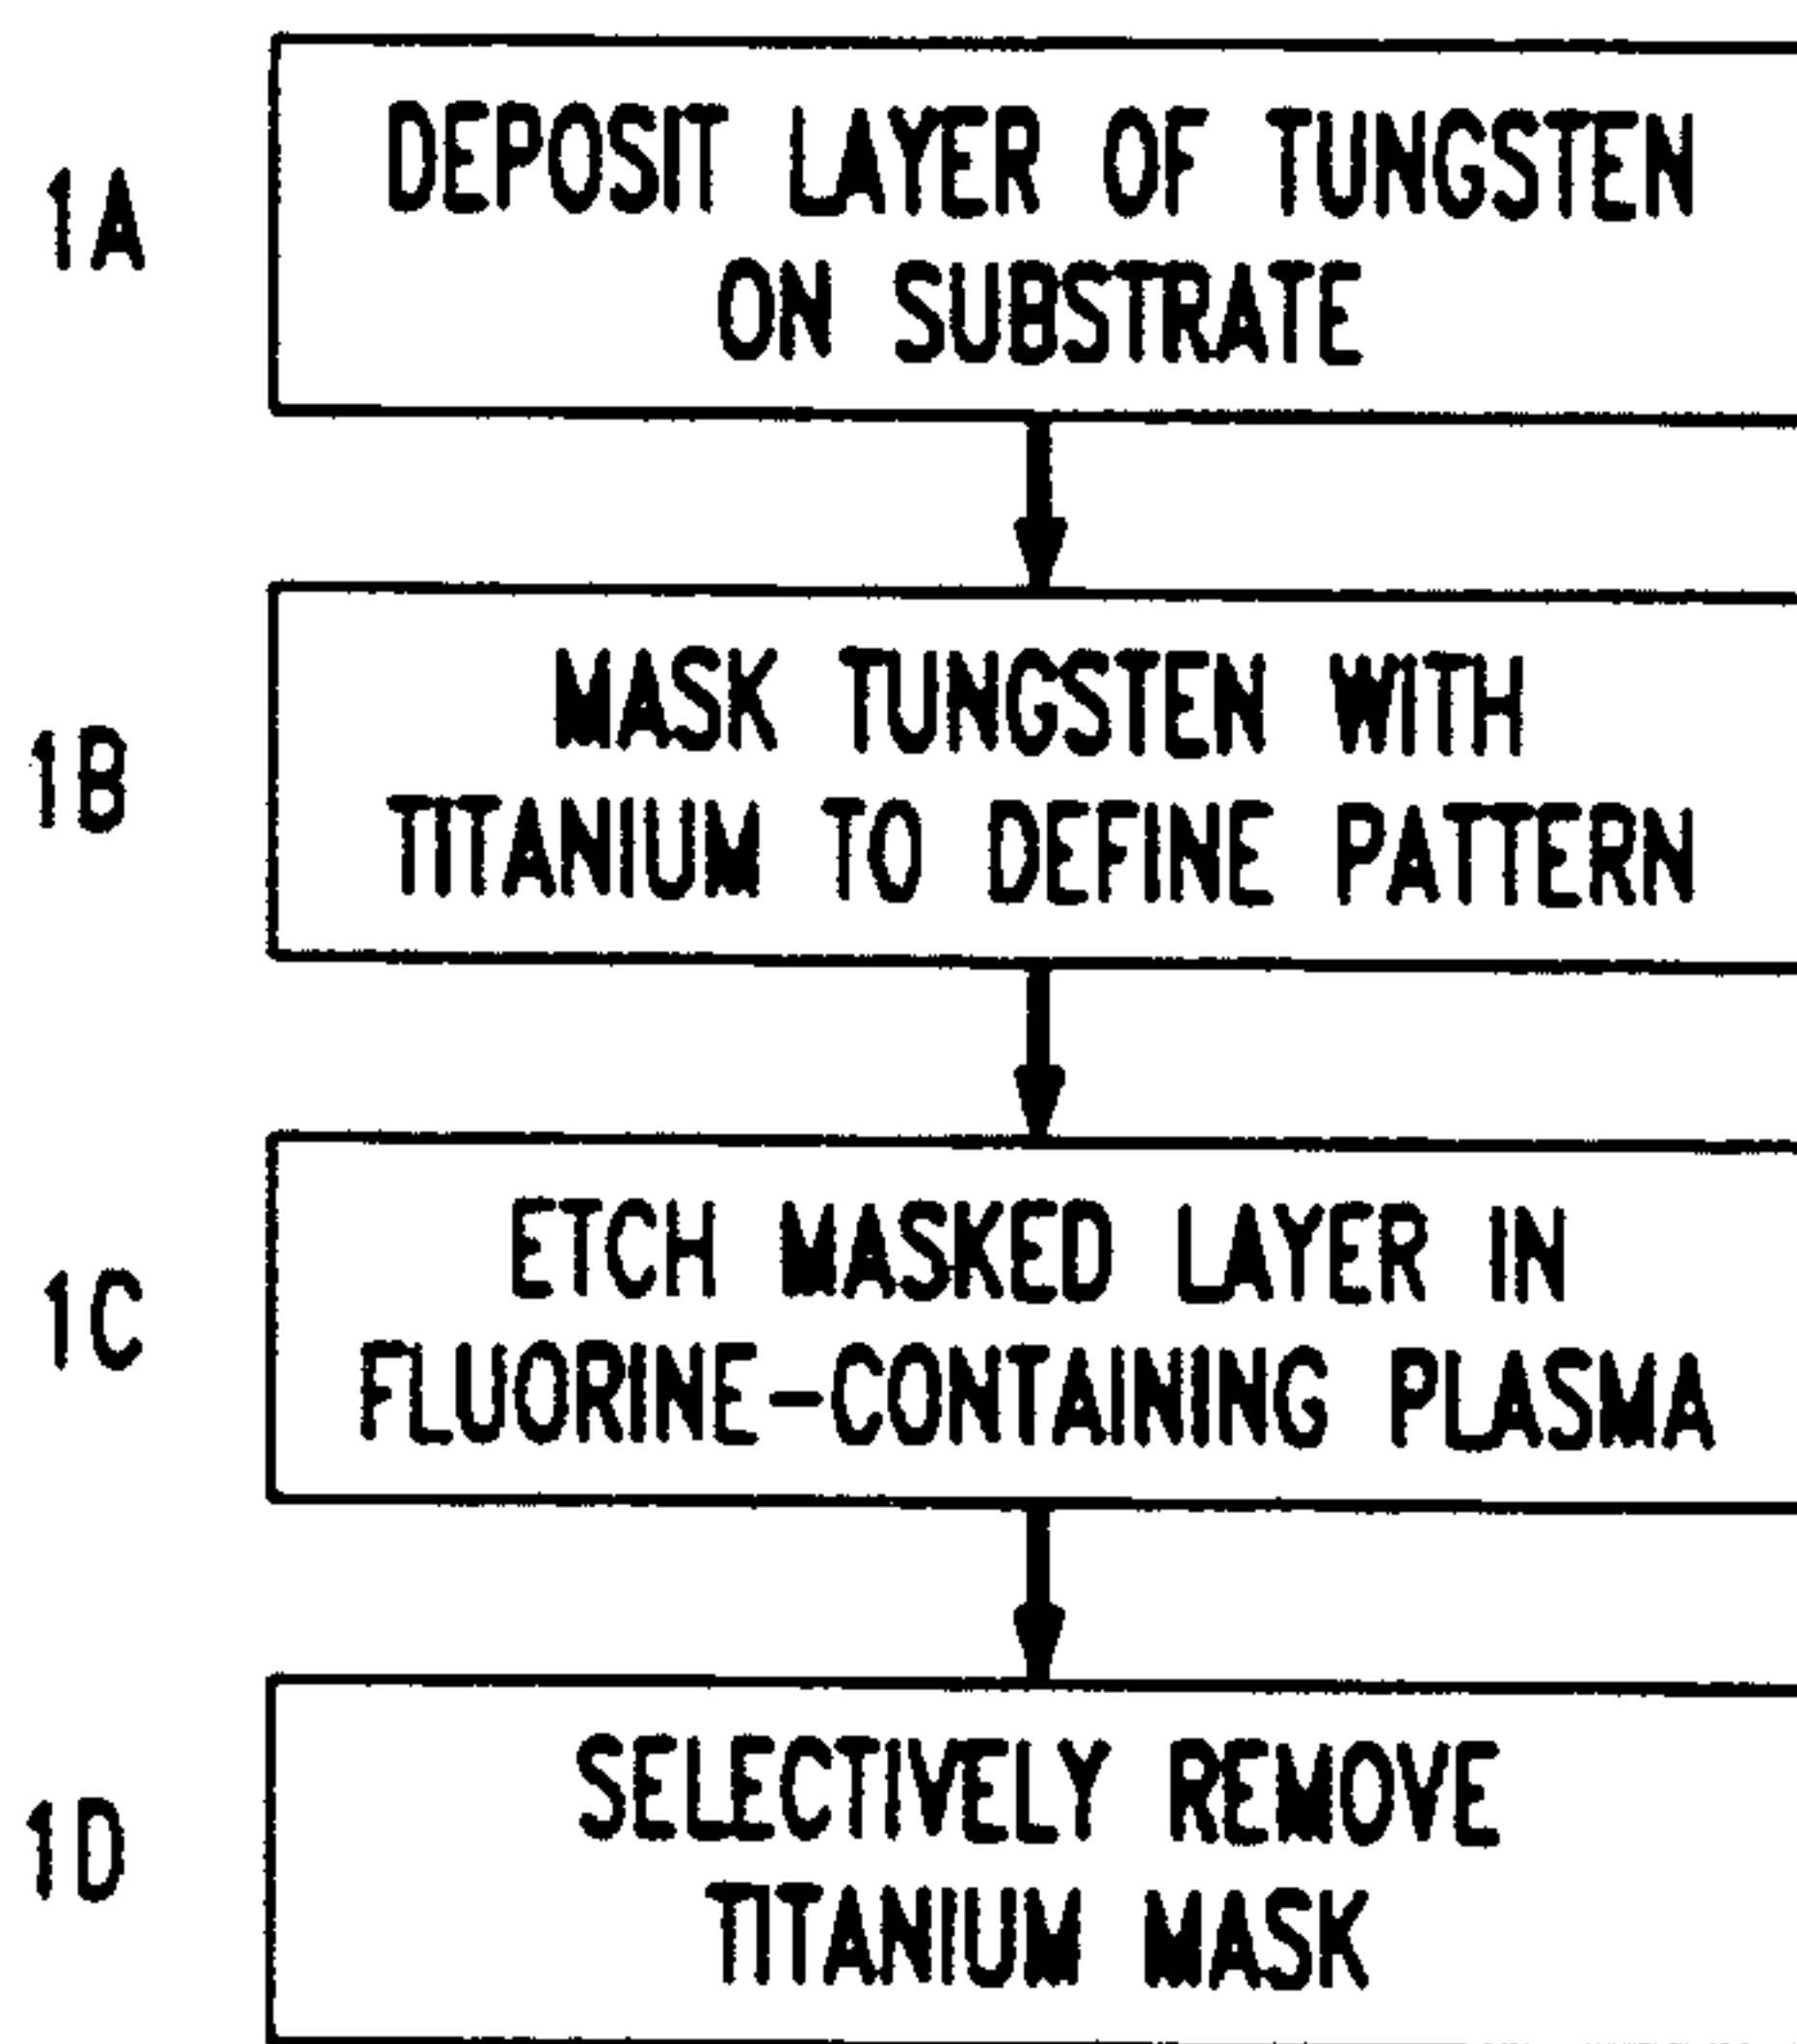 1A
DEPOSIT LAYER OF TUNGSTEN
ON SUBSTRATE
1B
MASK TUNGSTEN WITH
TITANIUM TO DEFINE PATTERN
1C
ETCH MASKED LAYER IN
FLUORINE-CONTAINING PLASMA
1D
SELECTIVELY REMOVE
TITANIUM MASK